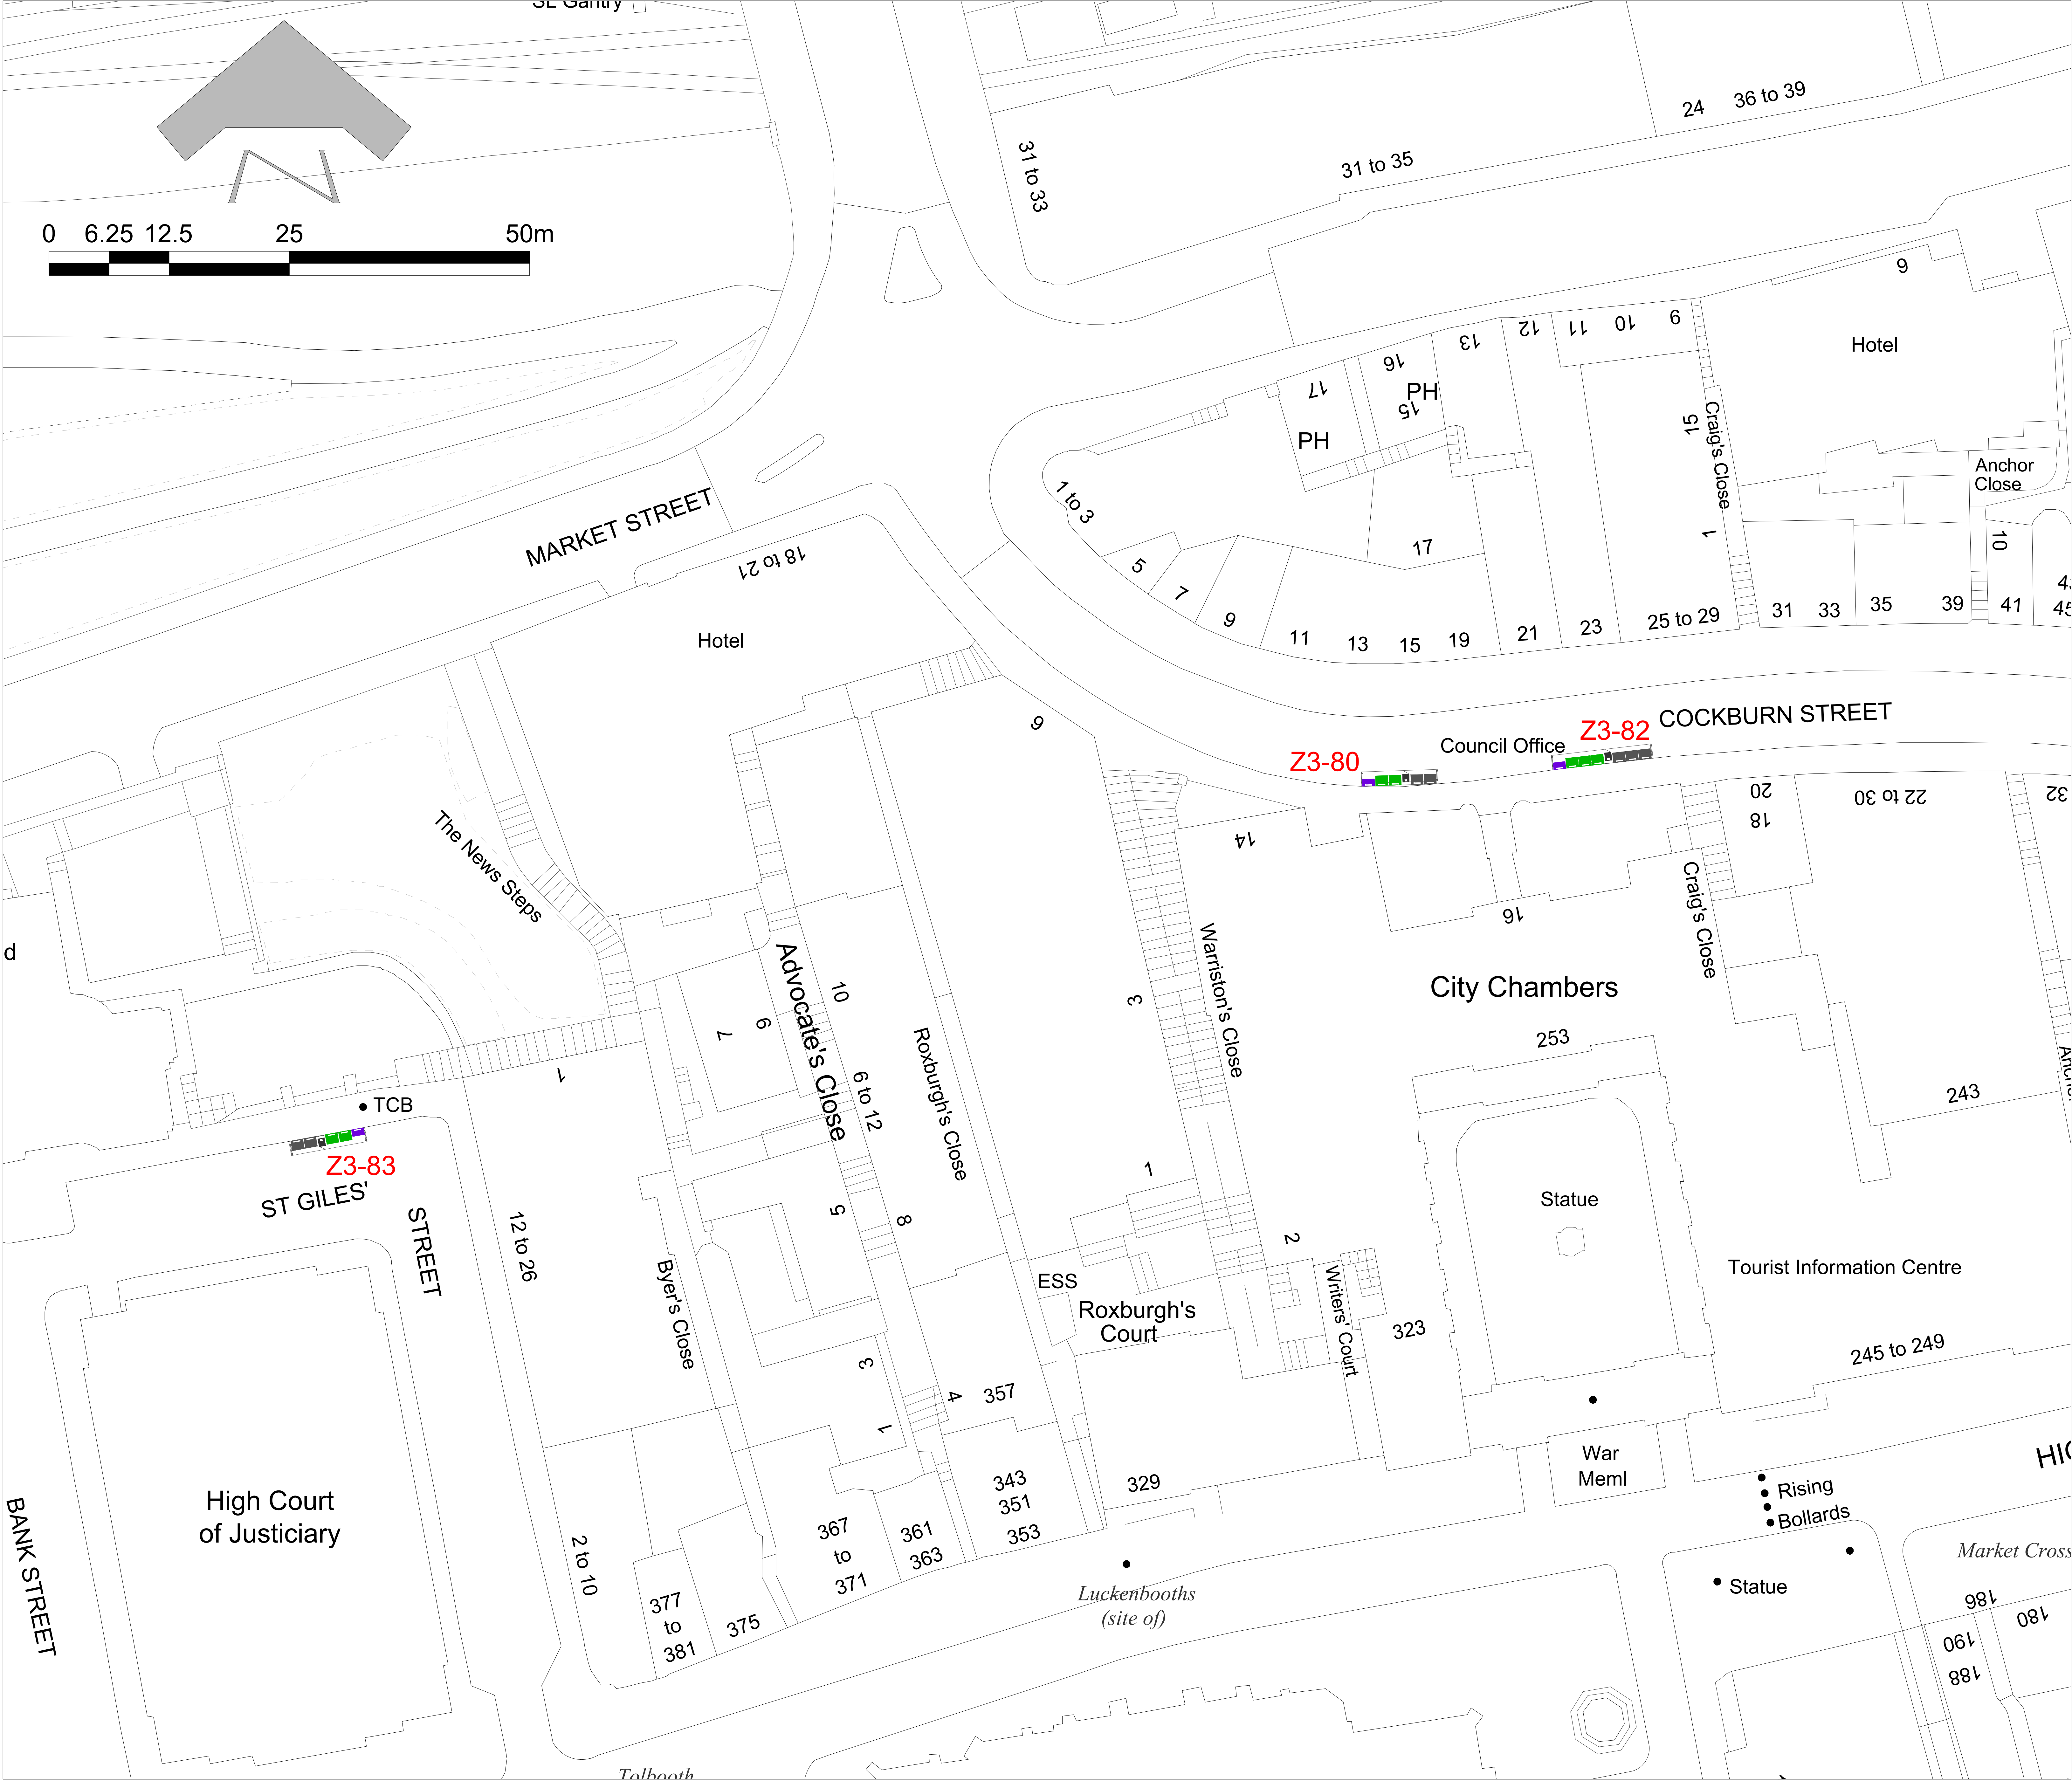 SL Gantry
24
36 to 39
31 to 33
31 to 35
0 6.25 12.5 25 50m
N
6
Hotel
17
16
PH
15
PH
13
12
11
10
9
15
Craig's Close
1
Anchor
Close
10
MARKET STREET
18 to 21
1 to 3
5
7
9
11
13
15
19
17
21
23
25 to 29
31
33
35
39
41
45
Hotel
6
Z3-80
Council Office
Z3-82
COCKBURN STREET
The News Steps
14
16
20
18
22 to 30
32
Craig's Close
d
Advocate's Close
10
7
6
3
Warriston's Close
City Chambers
253
Roxburgh's Close
6 to 12
243
1
TCB
Z3-83
ST GILES'
STREET
12 to 26
Byer's Close
5
8
1
2
Statue
ESS
Roxburgh's
Court
Writers' Court
323
Tourist Information Centre
245 to 249
3
4
357
1
High Court
of Justiciary
BANK STREET
2 to 10
377
to
381
375
367
to
371
361
363
343
351
353
329
War
Meml
Rising
Bollards
Luckenbooths
(site of)
Statue
Market Cross
186
180
190
188
Tolbooth